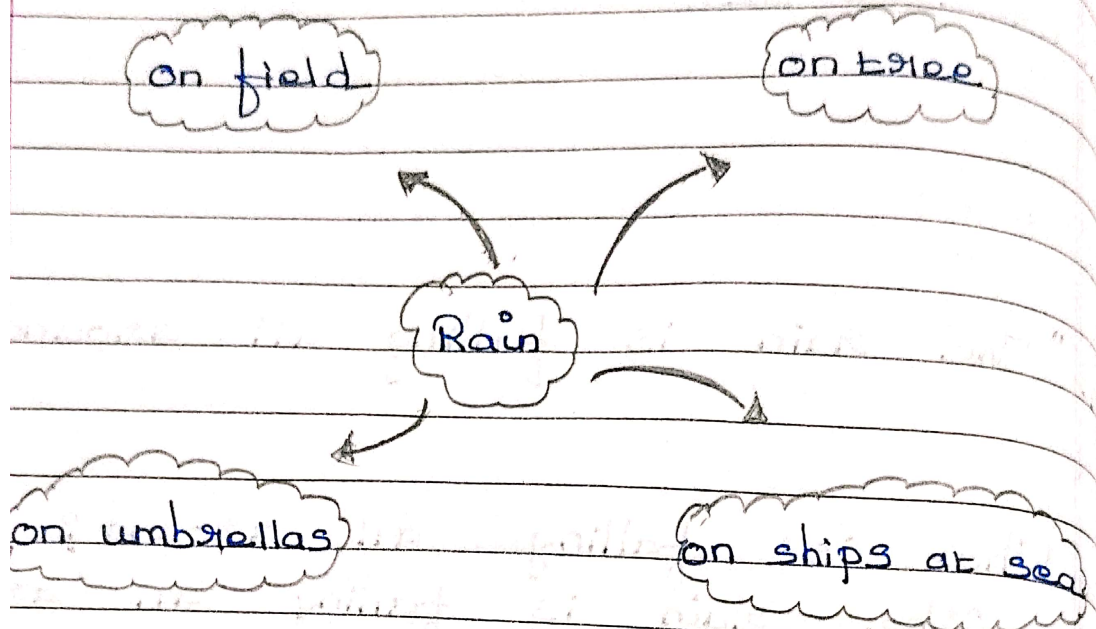 on field
on tree
Rain
on umbrellas
on ships at sea